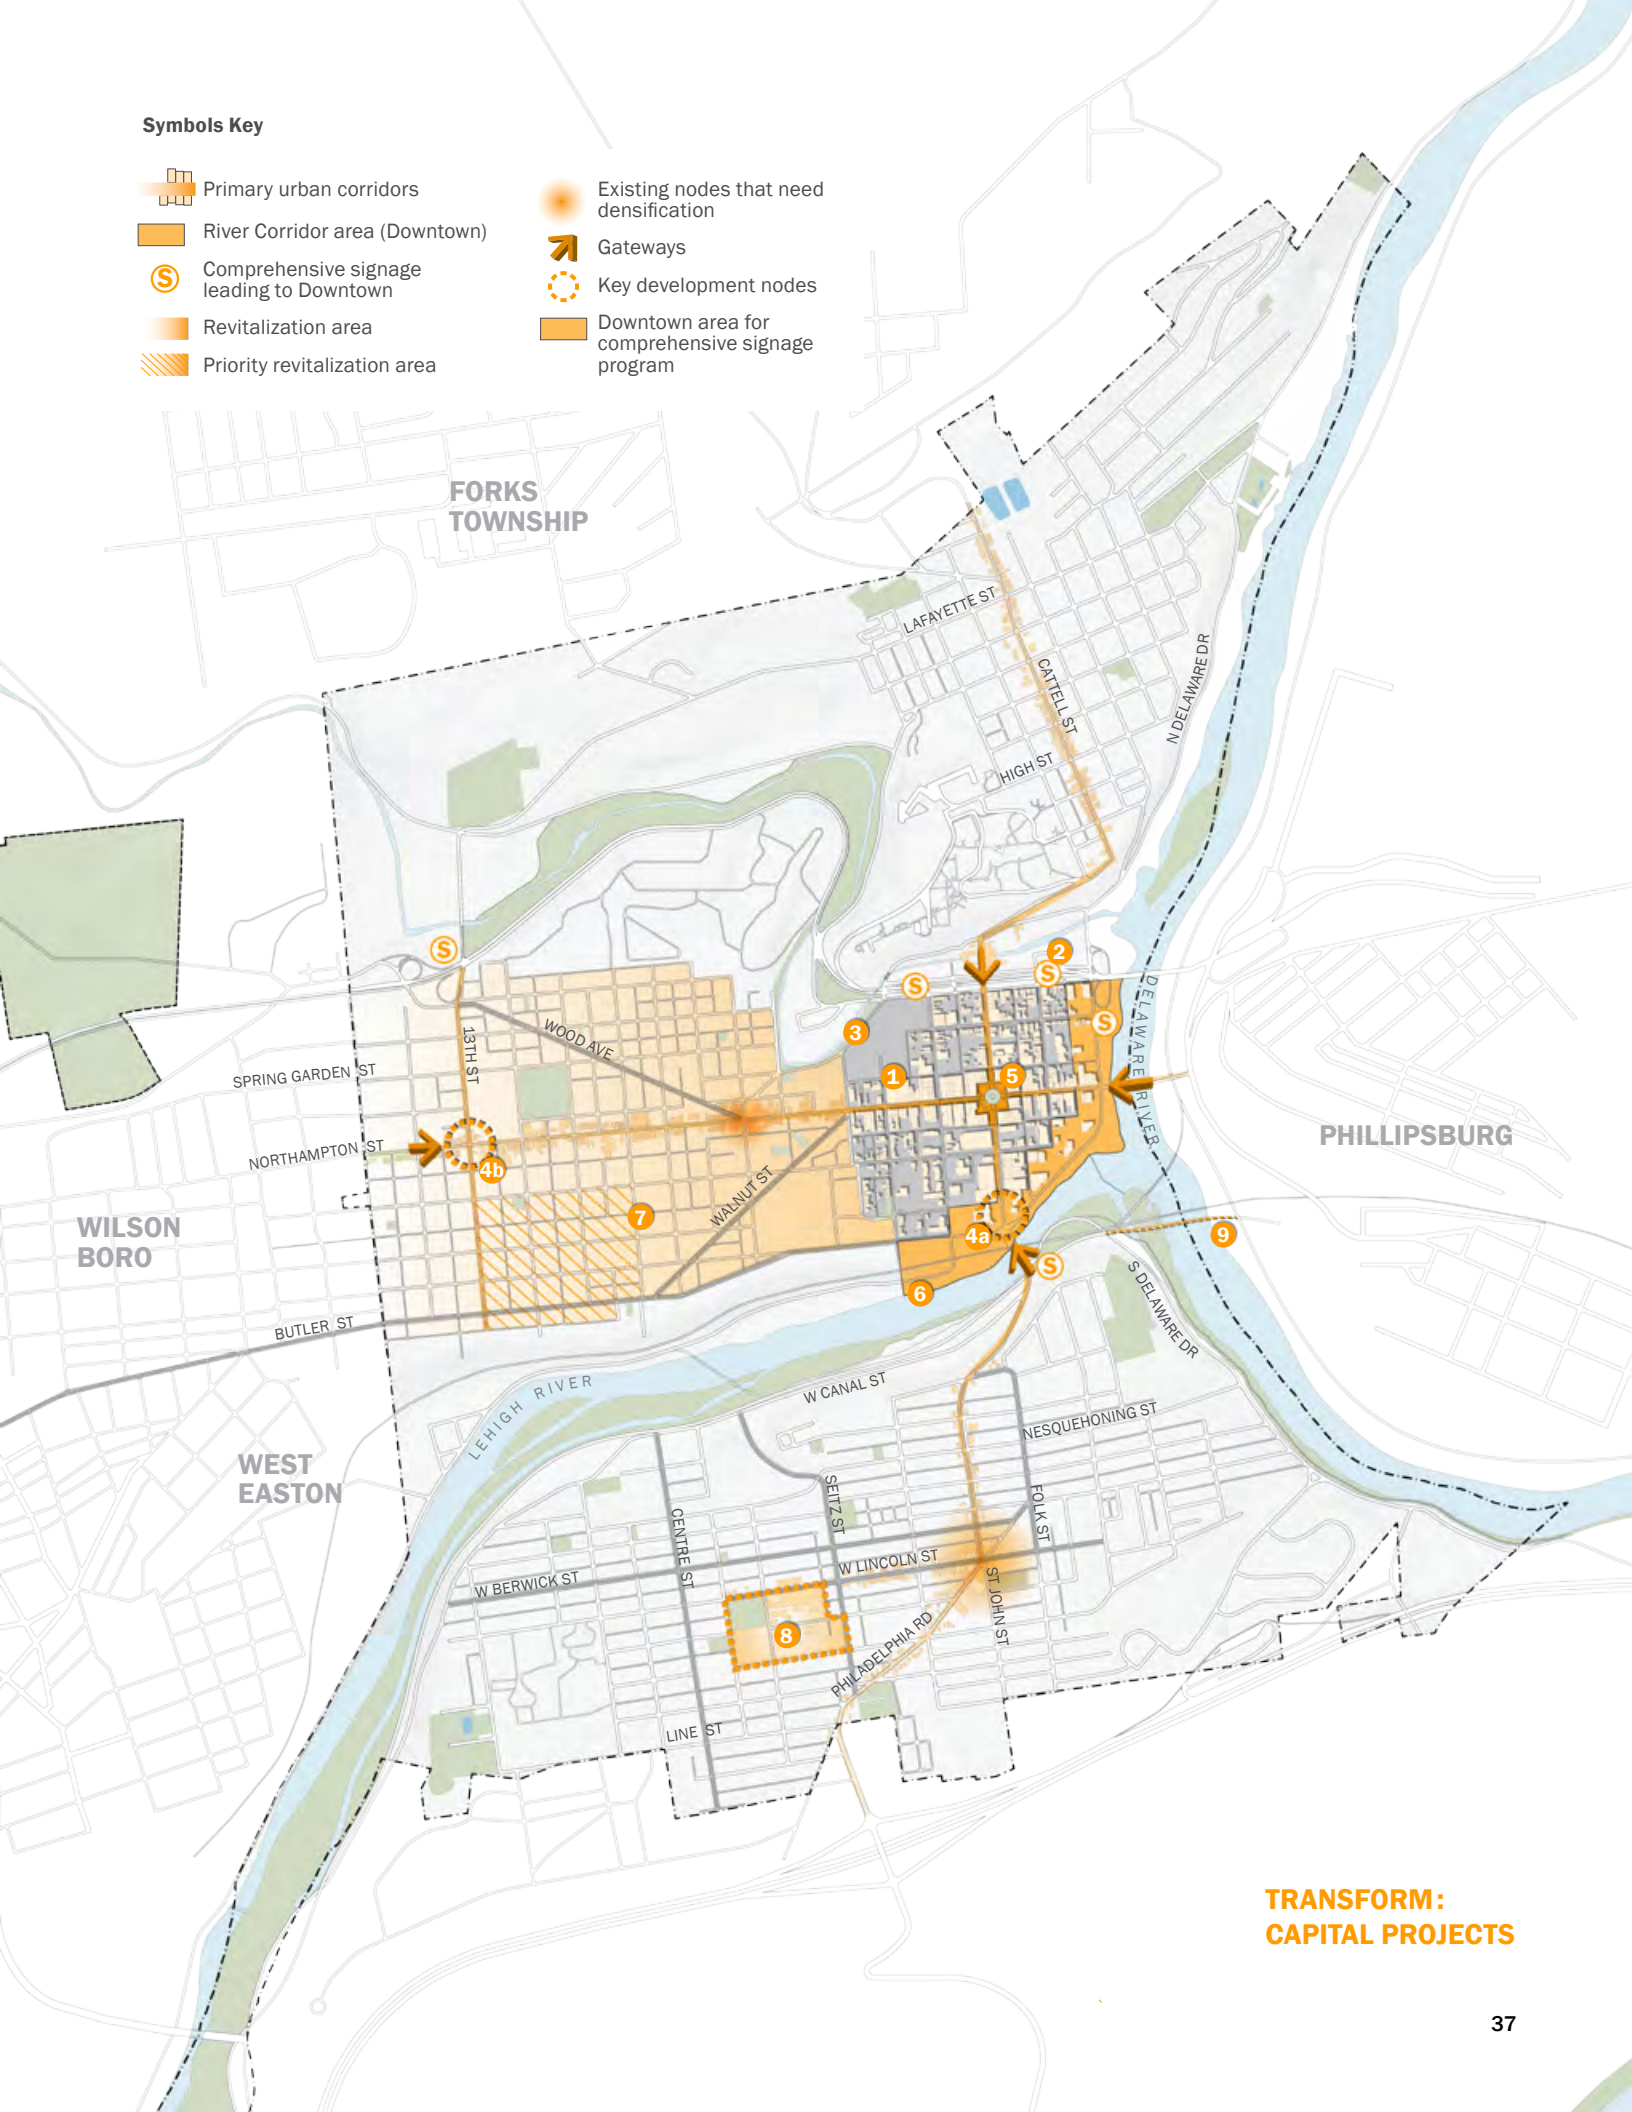 Symbols Key
Primary urban corridors
River Corridor area (Downtown)
S
Comprehensive signage
leading to Downtown
Revitalization area
Priority revitalization area
Existing nodes that need
densification
Gateways
Key development nodes
Downtown area for
comprehensive signage
program
FORKS
TOWNSHIP
LAFAYETTE ST
CATTELL ST
N DELAWARE DR
HIGH ST
S
2
S
S
S
3
DELAWARE RIVER
13TH ST
WOOD AVE
SPRING GARDEN ST
1
5
PHILLIPSBURG
NORTHAMPTON ST
4b
WALNUT ST
7
WILSON
BORO
4a
9
S
6
S DELAWARE DR
BUTLER ST
LEHIGH RIVER
W CANAL ST
NESQUEHONING ST
WEST
EASTON
SEITZ ST
FOLK ST
CENTRE ST
W LINCOLN ST
W BERWICK ST
ST JOHN ST
8
PHILADELPHIA RD
LINE ST
TRANSFORM:
CAPITAL PROJECTS
37